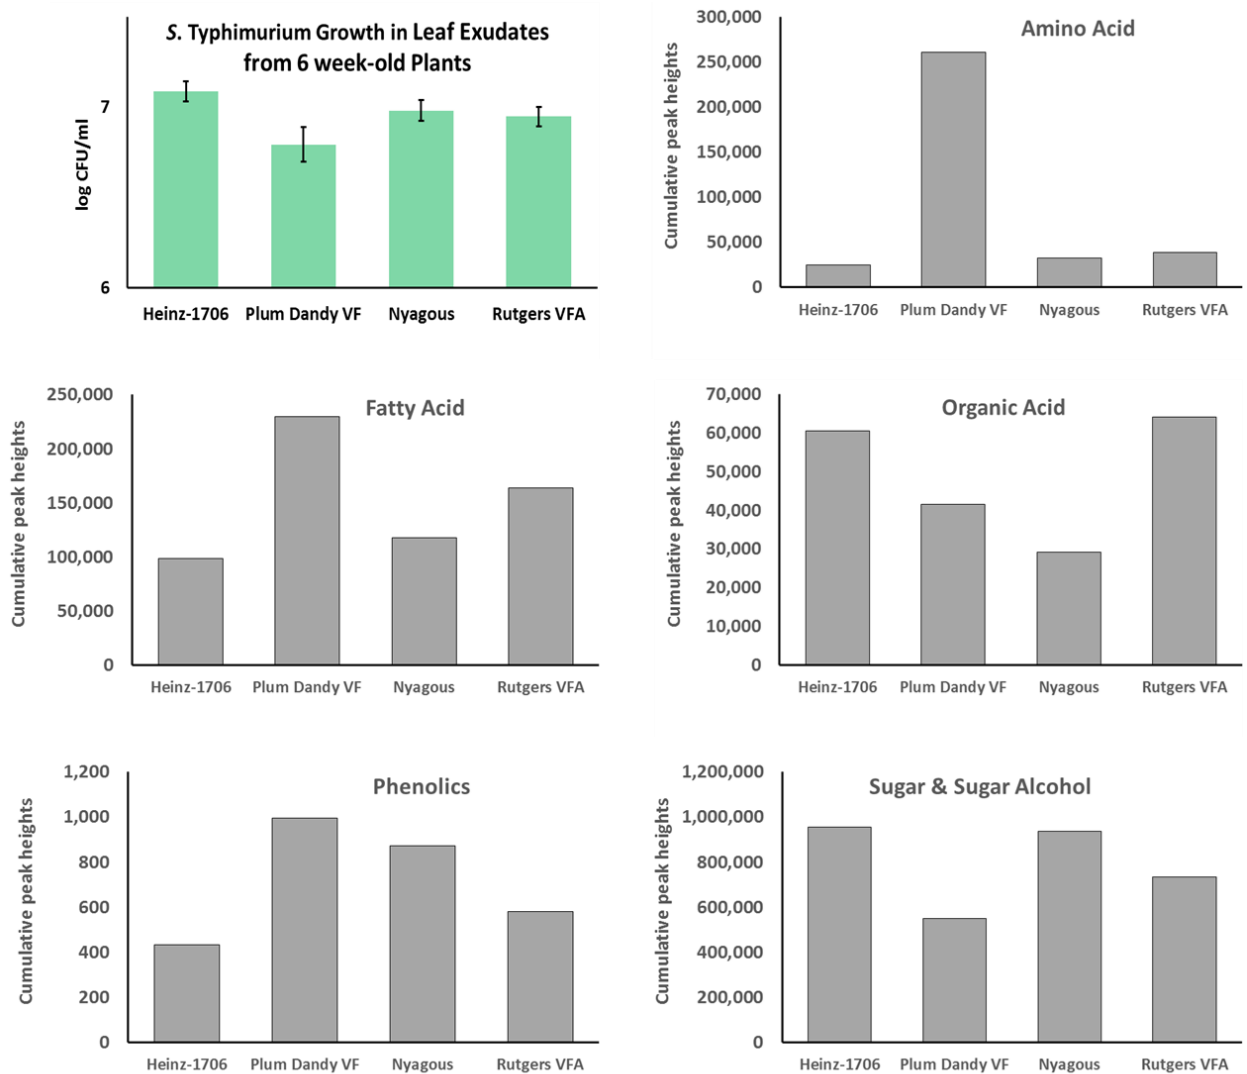 S. Typhimurium Growth in Leaf Exudates
from 6 week-old Plants
log CFU/ml
7
6
Heinz-1706 Plum Dandy VF Nyagous Rutgers VFA
Amino Acid
Cumulative peak heights
300,000
250,000
200,000
150,000
100,000
50,000
0
Heinz-1706 Plum Dandy VF Nyagous Rutgers VFA
Fatty Acid
Cumulative peak heights
250,000
200,000
150,000
100,000
50,000
0
Heinz-1706 Plum Dandy VF Nyagous Rutgers VFA
Organic Acid
Cumulative peak heights
70,000
60,000
50,000
40,000
30,000
20,000
10,000
0
Heinz-1706 Plum Dandy VF Nyagous Rutgers VFA
Phenolics
Cumulative peak heights
1,200
1,000
800
600
400
200
0
Heinz-1706 Plum Dandy VF Nyagous Rutgers VFA
Sugar & Sugar Alcohol
Cumulative peak heights
1,200,000
1,000,000
800,000
600,000
400,000
200,000
0
Heinz-1706 Plum Dandy VF Nyagous Rutgers VFA